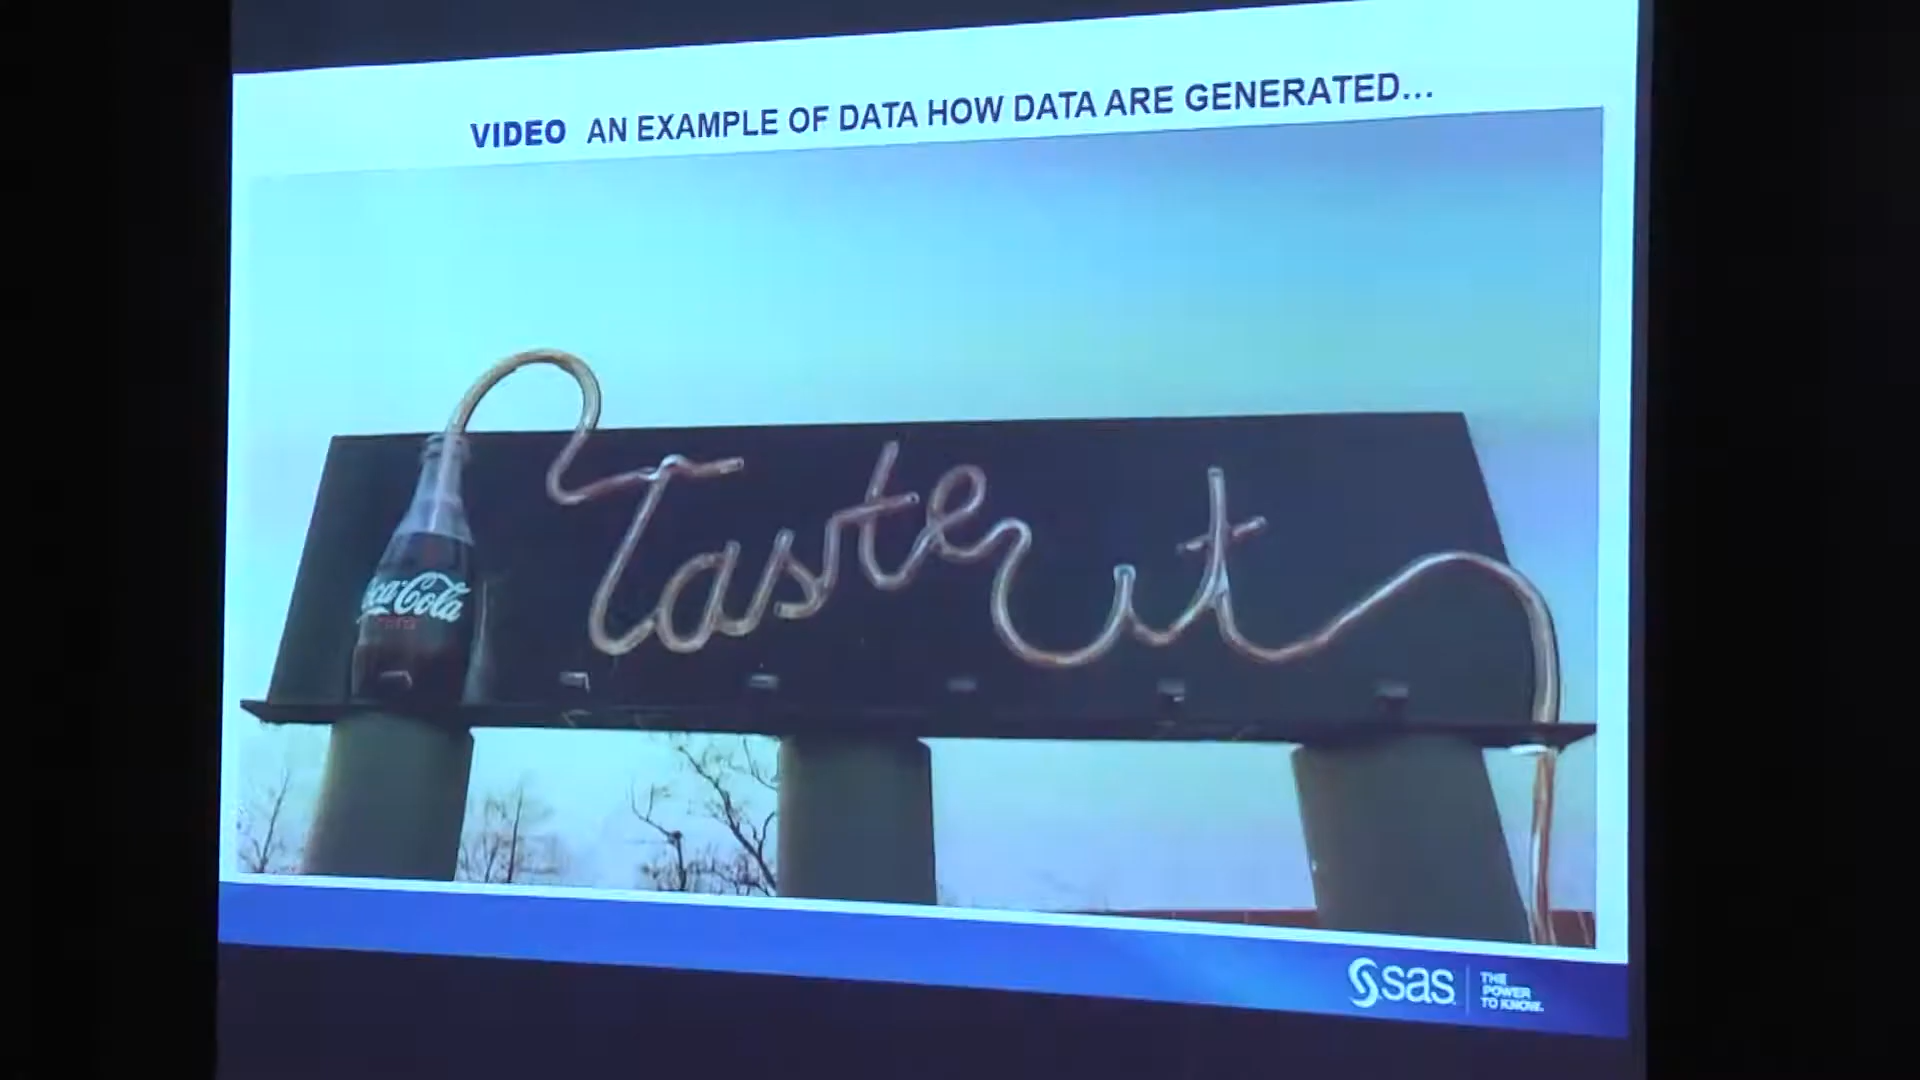 VIDEO AN EXAMPLE OF DATA HOW DATA ARE GENERATED...
Taste it
Coca-Cola
sas
THE
POWER
TO KNOW.